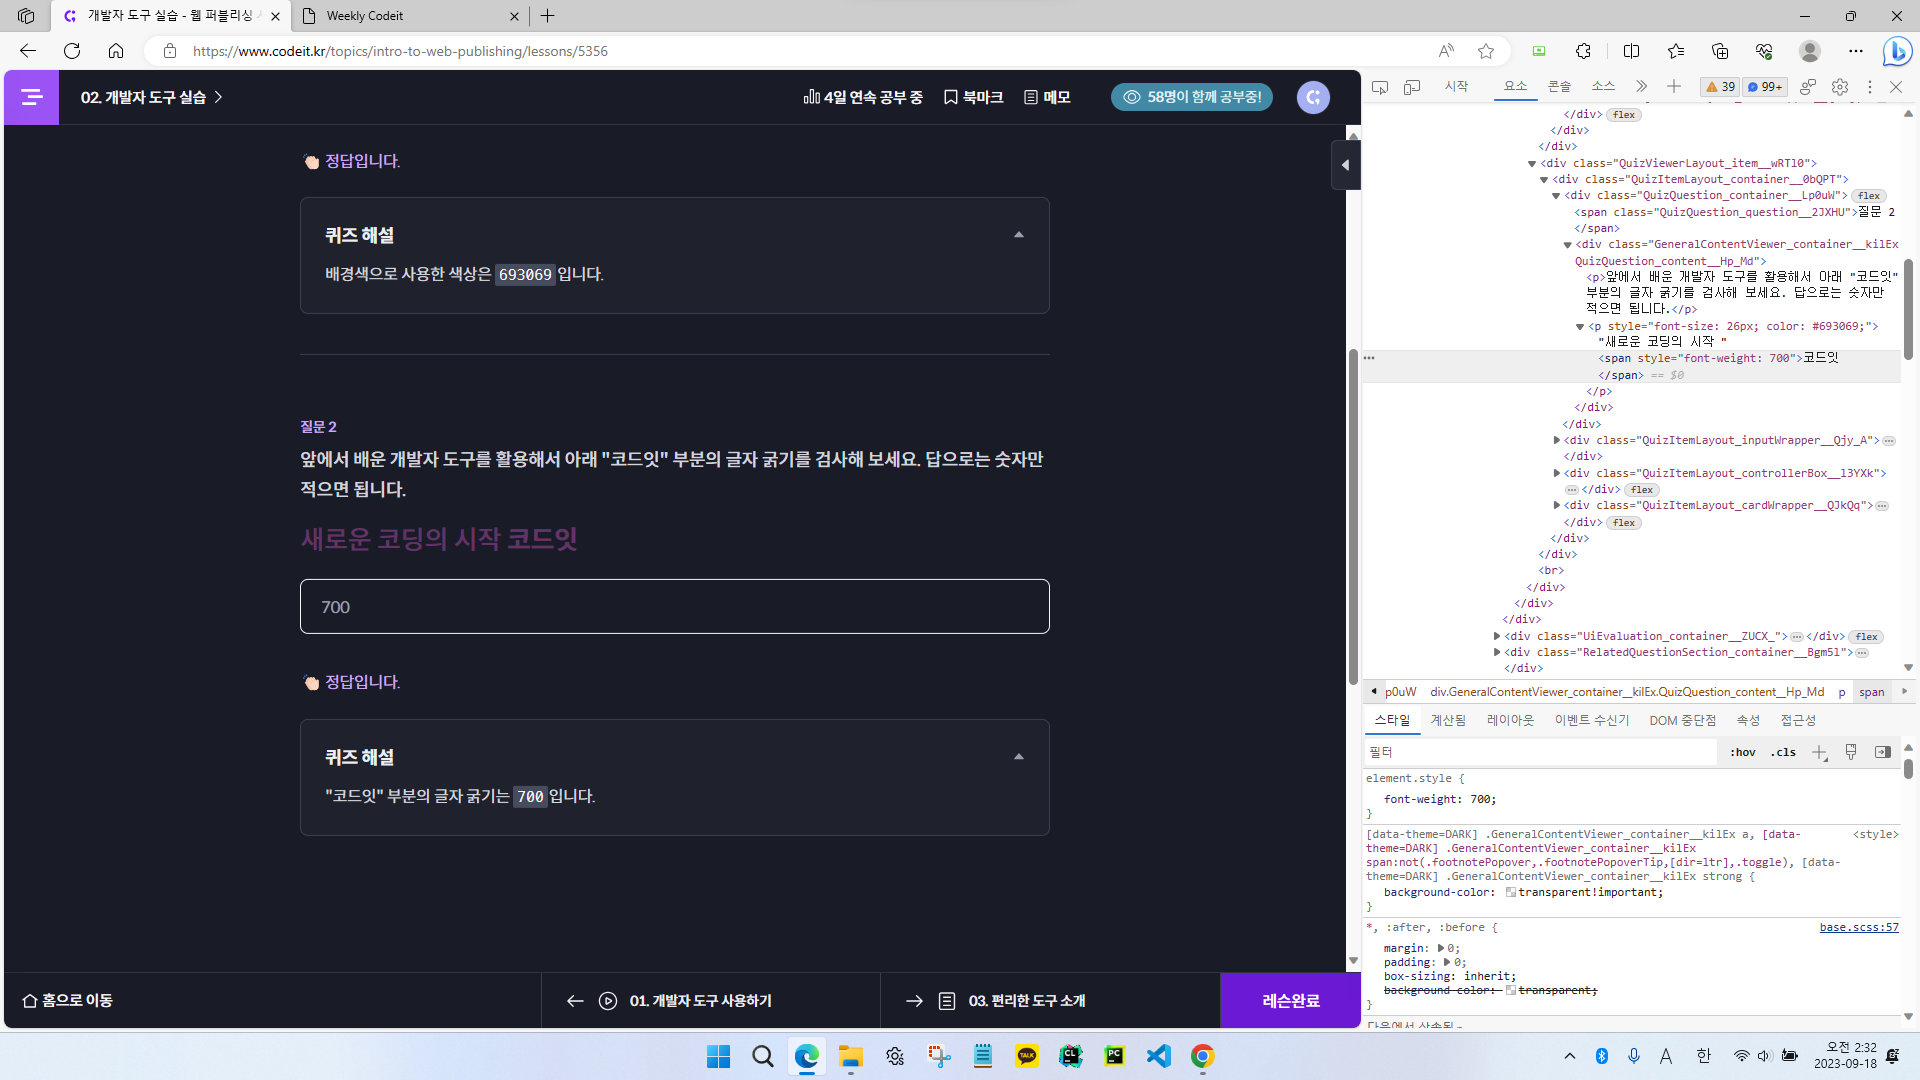 개발자 도구 실습 - 웹 퍼블리싱
Weekly Codeit
https://www.codeit.kr/topics/intro-to-web-publishing/lessons/5356
02. 개발자 도구 실습
4일 연속 공부 중
북마크
메모
58명이 함께 공부중!
정답입니다.
퀴즈 해설
배경색으로 사용한 색상은 693069 입니다.
질문 2
앞에서 배운 개발자 도구를 활용해서 아래 "코드잇" 부분의 글자 굵기를 검사해 보세요. 답으로는 숫자만
적으면 됩니다.
새로운 코딩의 시작 코드잇
700
정답입니다.
퀴즈 해설
"코드잇" 부분의 글자 굵기는 700 입니다.
홈으로 이동
01. 개발자 도구 사용하기
03. 편리한 도구 소개
레슨완료
시작
요소
콘솔
소스
39
99+
</div> flex
</div>
</div>
<div class="QuizViewerLayout_item__wRTl0">
<div class="QuizItemLayout_container__0bQPT">
<div class="QuizQuestion_container__Lp0uW"> flex
<span class="QuizQuestion_question__2JXHU">질문 2
</span>
<div class="GeneralContentViewer_container__kilEx
QuizQuestion_content__Hp_Md">
<p>앞에서 배운 개발자 도구를 활용해서 아래 "코드잇"
부분의 글자 굵기를 검사해 보세요. 답으로는 숫자만
적으면 됩니다.</p>
<p style="font-size: 26px; color: #693069;">
"새로운 코딩의 시작 "
<span style="font-weight: 700">코드잇
</span> == $0
</p>
</div>
</div>
<div class="QuizItemLayout_inputWrapper__Qjy_A">
</div>
<div class="QuizItemLayout_controllerBox__l3YXk">
</div> flex
<div class="QuizItemLayout_cardWrapper__QJkQq">
</div> flex
</div>
</div>
<br>
</div>
</div>
</div>
<div class="UiEvaluation_container__ZUCX_"> </div> flex
<div class="RelatedQuestionSection_container__Bgm5l">
</div>
p0uW div.GeneralContentViewer_container__kilEx.QuizQuestion_content__Hp_Md p span
스타일 계산됨 레이아웃 이벤트 수신기 DOM 중단점 속성 접근성
필터 :hov .cls
element.style {
font-weight: 700;
}
[data-theme=DARK] .GeneralContentViewer_container__kilEx a, [data- <style>
theme=DARK] .GeneralContentViewer_container__kilEx
span:not(.footnotePopover,.footnotePopoverTip,[dir=ltr],.toggle), [data-
theme=DARK] .GeneralContentViewer_container__kilEx strong {
background-color: transparent!important;
}
*, :after, :before { base.scss:57
margin: 0;
padding: 0;
box-sizing: inherit;
background-color: transparent;
}
A 한
오전 2:32
2023-09-18